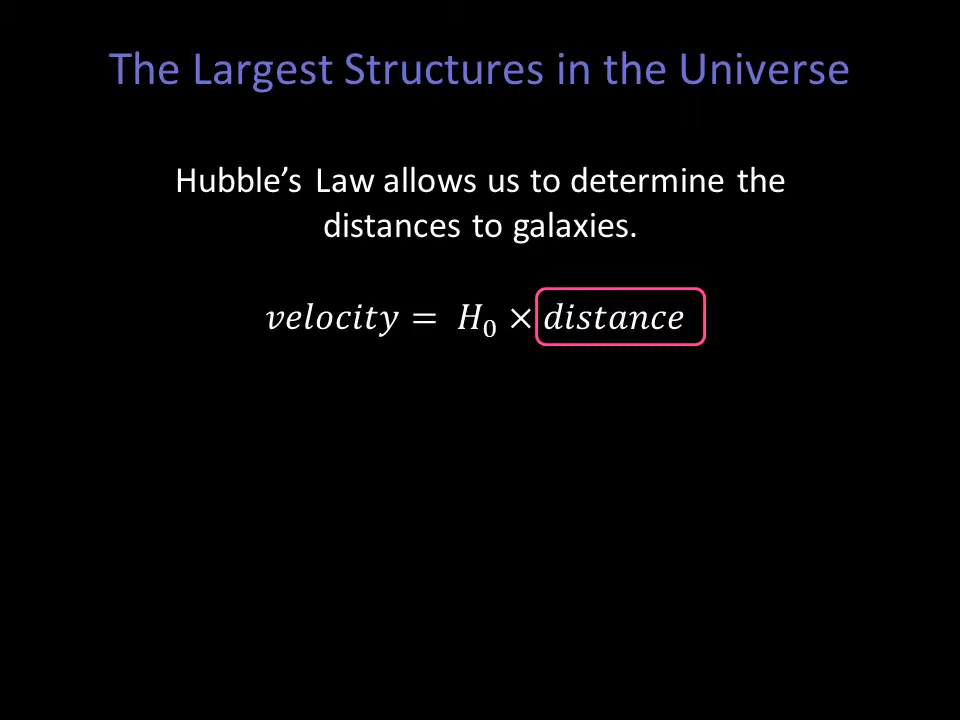 The Largest Structures in the Universe
Hubble’s Law allows us to determine the
distances to galaxies.
velocity = H₀ × distance